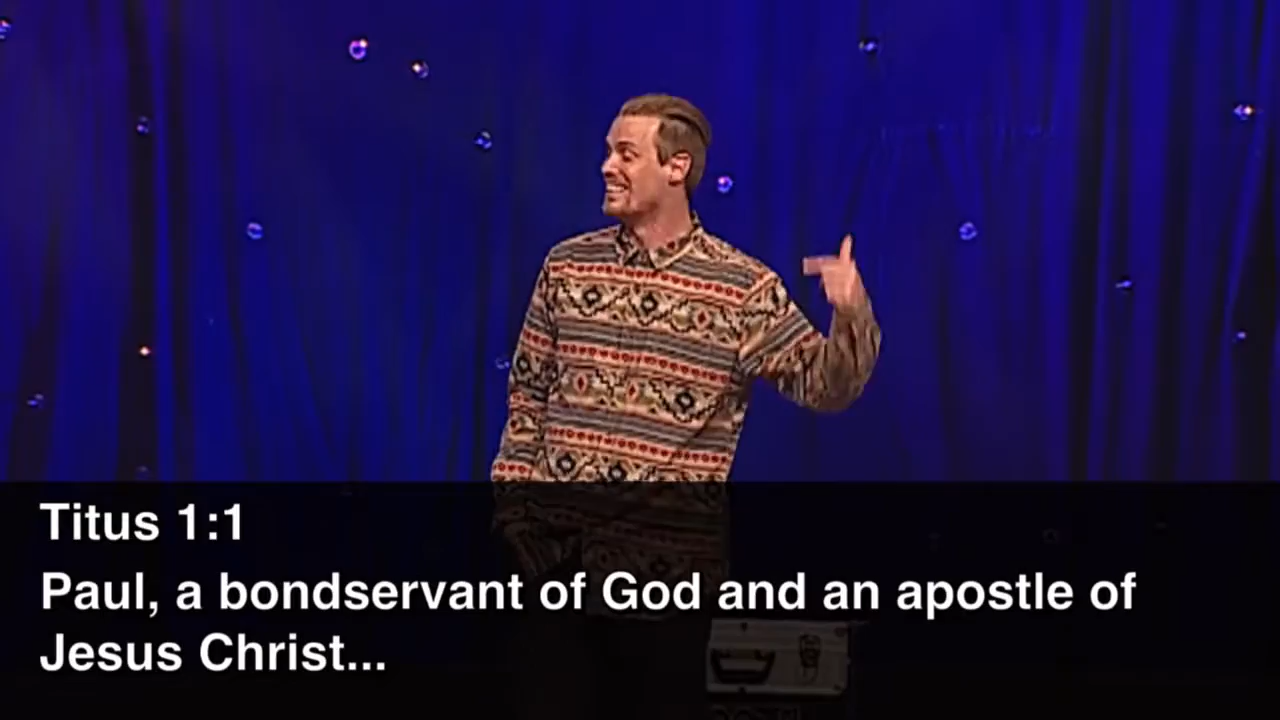 Titus 1:1
Paul, a bondservant of God and an apostle of
Jesus Christ...